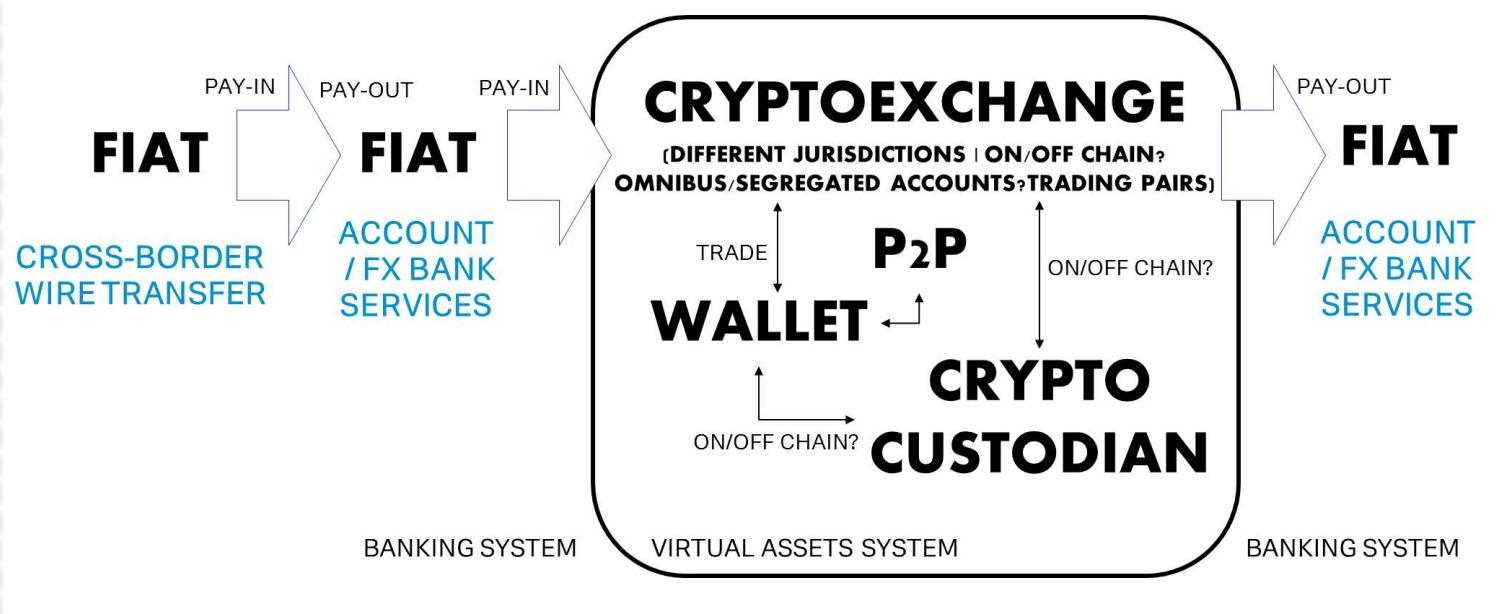 PAY-IN
FIAT
CROSS-BORDER
WIRE TRANSFER
PAY-OUT
FIAT
ACCOUNT
/ FX BANK
SERVICES
PAY-IN
CRYPTOEXCHANGE
(DIFFERENT JURISDICTIONS | ON/OFF CHAIN?
OMNIBUS/SEGREGATED ACCOUNTS?TRADING PAIRS)
TRADE
P2P
ON/OFF CHAIN?
WALLET
CRYPTO
CUSTODIAN
ON/OFF CHAIN?
PAY-OUT
FIAT
ACCOUNT
/ FX BANK
SERVICES
BANKING SYSTEM
VIRTUAL ASSETS SYSTEM
BANKING SYSTEM